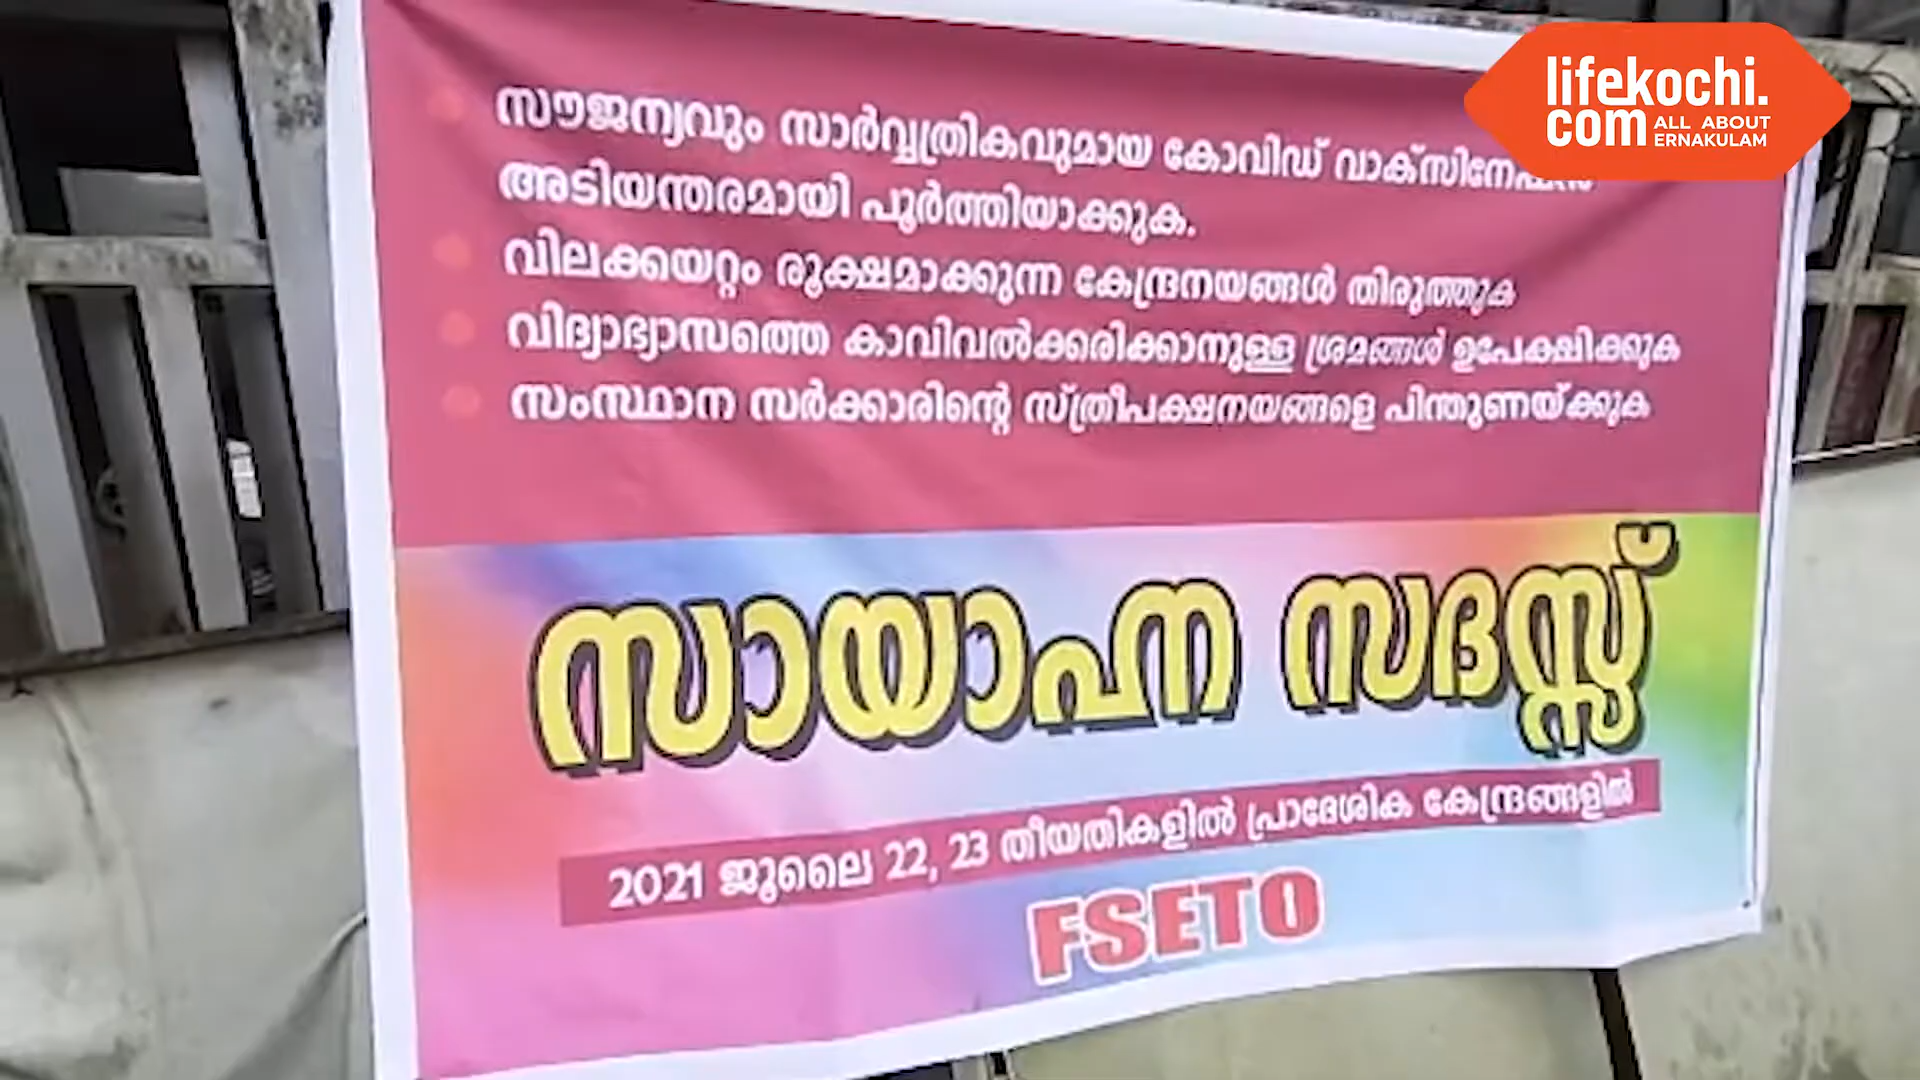 lifekochi.
com ALL ABOUT
ERNAKULAM
സൗജന്യവും സാർവ്വത്രികവുമായ കോവിഡ് വാക്സിനേഷൻ
അടിയന്തരമായി പൂർത്തിയാക്കുക.
വിലക്കയറ്റം രൂക്ഷമാക്കുന്ന കേന്ദ്രനയങ്ങൾ തിരുത്തുക
വിദ്യാഭ്യാസത്തെ കാവിവൽക്കരിക്കാനുള്ള ശ്രമങ്ങൾ ഉപേക്ഷിക്കുക
സംസ്ഥാന സർക്കാരിന്റെ സ്ത്രീപക്ഷനയങ്ങളെ പിന്തുണയ്ക്കുക
സായാഹ്ന സദസ്സ്
2021 ജൂലൈ 22, 23 തീയതികളിൽ പ്രാദേശിക കേന്ദ്രങ്ങളിൽ
FSETO